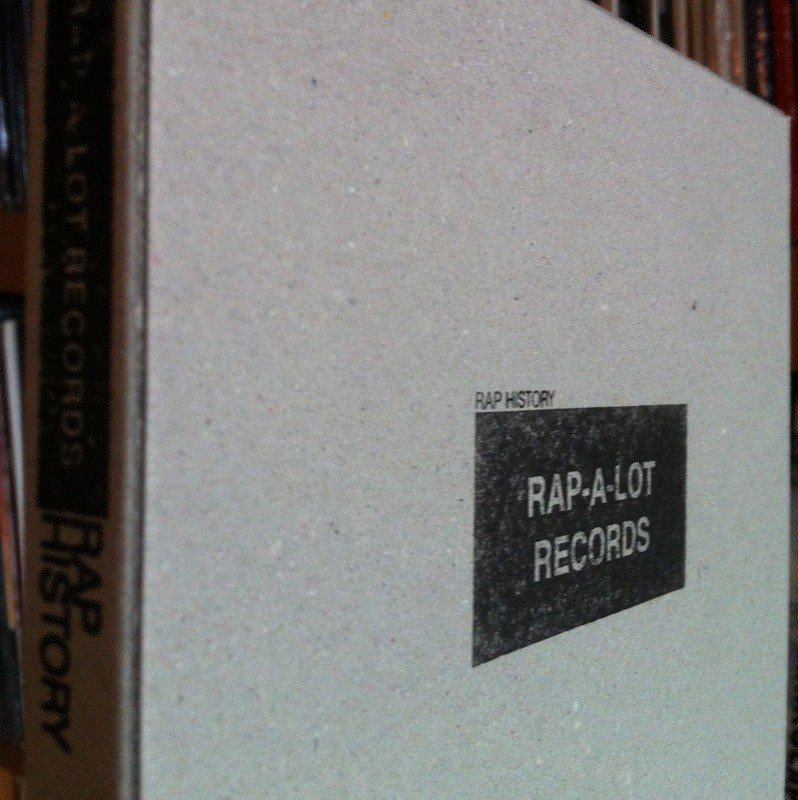 RAP-A-LOT RECORDS
RAP
HISTORY
RAP HISTORY
RAP-A-LOT
RECORDS